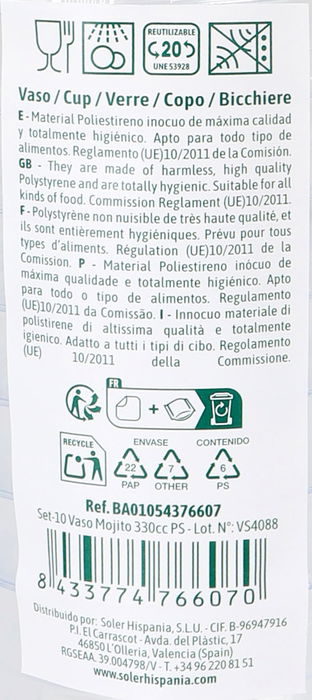 REUTILIZABLE
20
UNE 53928
Vaso / Cup / Verre / Copo / Bicchiere
E - Material Poliestireno inocuo de máxima calidad
y totalmente higiénico. Apto para todo tipo de
alimentos. Reglamento (UE)10/2011 de la Comisión.
GB - They are made of harmless, high quality
Polystyrene and are totally hygienic. Suitable for all
kinds of food. Commission Reglament (UE)10/2011.
F - Polystyrène non nuisible de très haute qualité, et
ils sont entièrement hygiéniques. Prévu pour tous
types d'aliments. Régulation (UE)10/2011 de la
Comission. P - Material Poliestireno inócuo de
máxima qualidade e totalmente higiénico. Apto
para todo o tipo de alimentos. Regulamento
(UE)10/2011 da Comissão. I - Innocuo materiale di
polistirene di altissima qualità e totalmente
igienico. Adatto a tutti i tipi di cibo. Regolamento
(UE) 10/2011 della Commissione.
FR
+
RECYCLE
ENVASE CONTENIDO
22 7 6
PAP OTHER PS
Ref. BA01054376607
Set-10 Vaso Mojito 330cc PS - Lot. N°: VS4088
8 433774 766070
Distribuido por: Soler Hispania, S.L.U. - CIF. B-96947916
P.I. El Carrascot - Avda. del Plàstic, 17
46850 L'Olleria, Valencia (Spain)
RGSEAA. 39.004798/V - T. +34 96 220 81 51
www.solerhispania.com